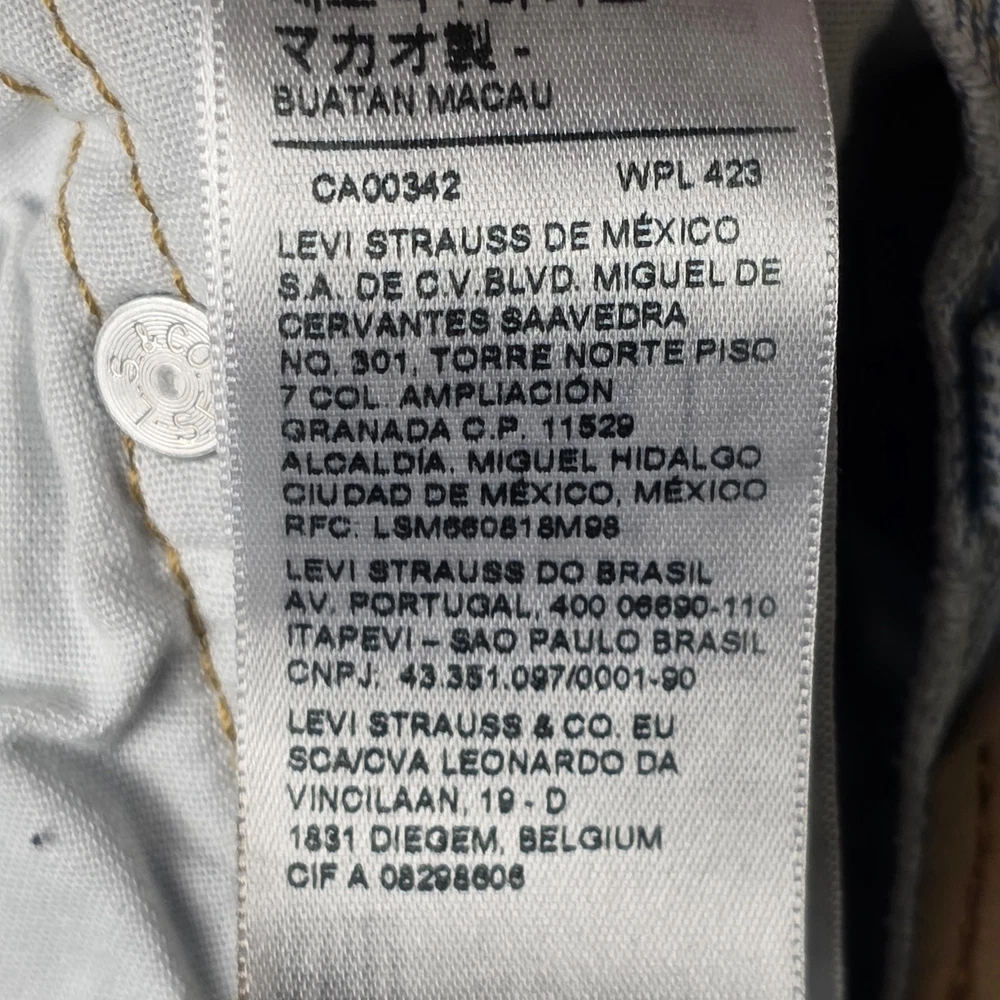 マカオ製 -
BUATAN MACAU
CA00342 WPL 423
LEVI STRAUSS DE MÉXICO
S.A. DE C.V.BLVD. MIGUEL DE
CERVANTES SAAVEDRA
NO. 301, TORRE NORTE PISO
7 COL. AMPLIACIÓN
GRANADA C.P. 11529
ALCALDÍA. MIGUEL HIDALGO
CIUDAD DE MÉXICO, MÉXICO
RFC: LSM660818M98
LEVI STRAUSS DO BRASIL
AV. PORTUGAL, 400 06690-110
ITAPEVI – SAO PAULO BRASIL
CNPJ: 43.351.097/0001-90
LEVI STRAUSS & CO. EU
SCA/CVA LEONARDO DA
VINCILAAN, 19 - D
1831 DIEGEM, BELGIUM
CIF A 08298606
S & CO